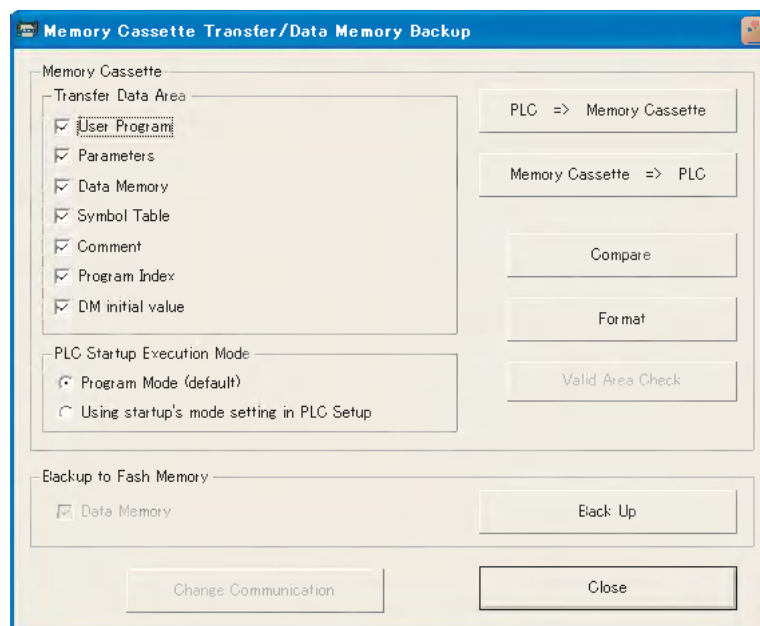 Memory Cassette Transfer/Data Memory Backup
Memory Cassette
Transfer Data Area
User Program
Parameters
Data Memory
Symbol Table
Comment
Program Index
DM initial value
PLC => Memory Cassette
Memory Cassette => PLC
Compare
Format
Valid Area Check
PLC Startup Execution Mode
Program Mode (default)
Using startup's mode setting in PLC Setup
Backup to Fash Memory
Data Memory
Back Up
Change Communication
Close